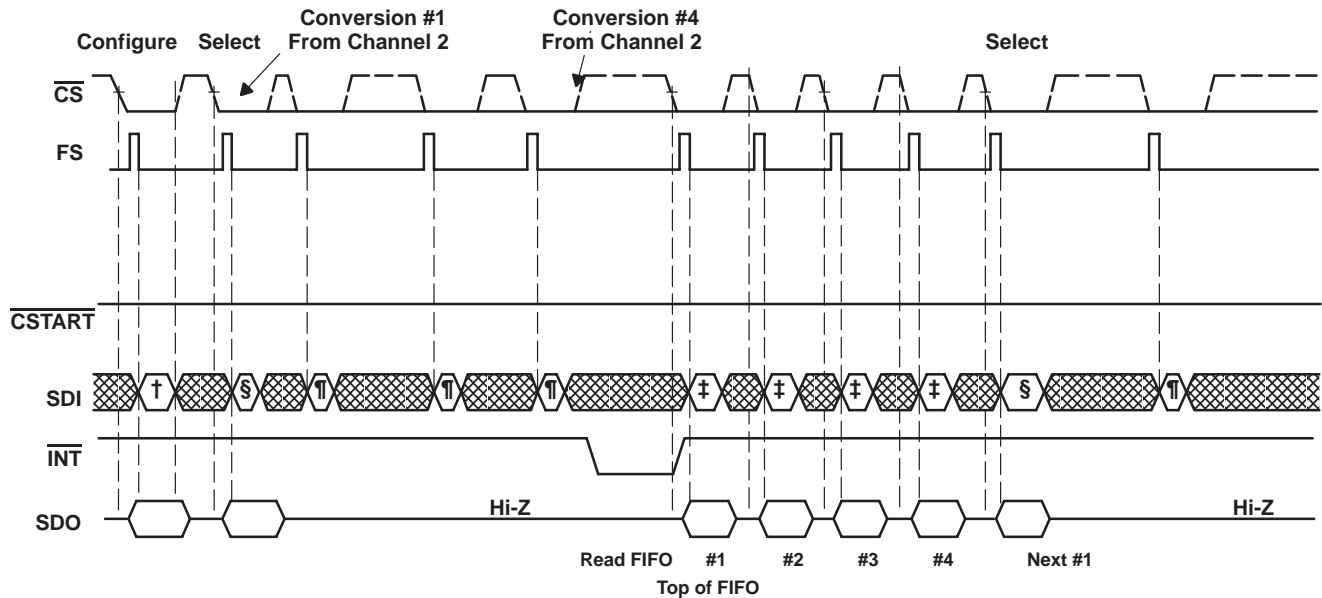 Conversion #1
From Channel 2
Conversion #4
From Channel 2
Configure
Select
Select
CS
FS
CSTART
SDI
†
§
¶
¶
¶
‡
‡
‡
‡
§
¶
INT
SDO
Hi-Z
Hi-Z
Read FIFO
#1
#2
#3
#4
Next #1
Top of FIFO